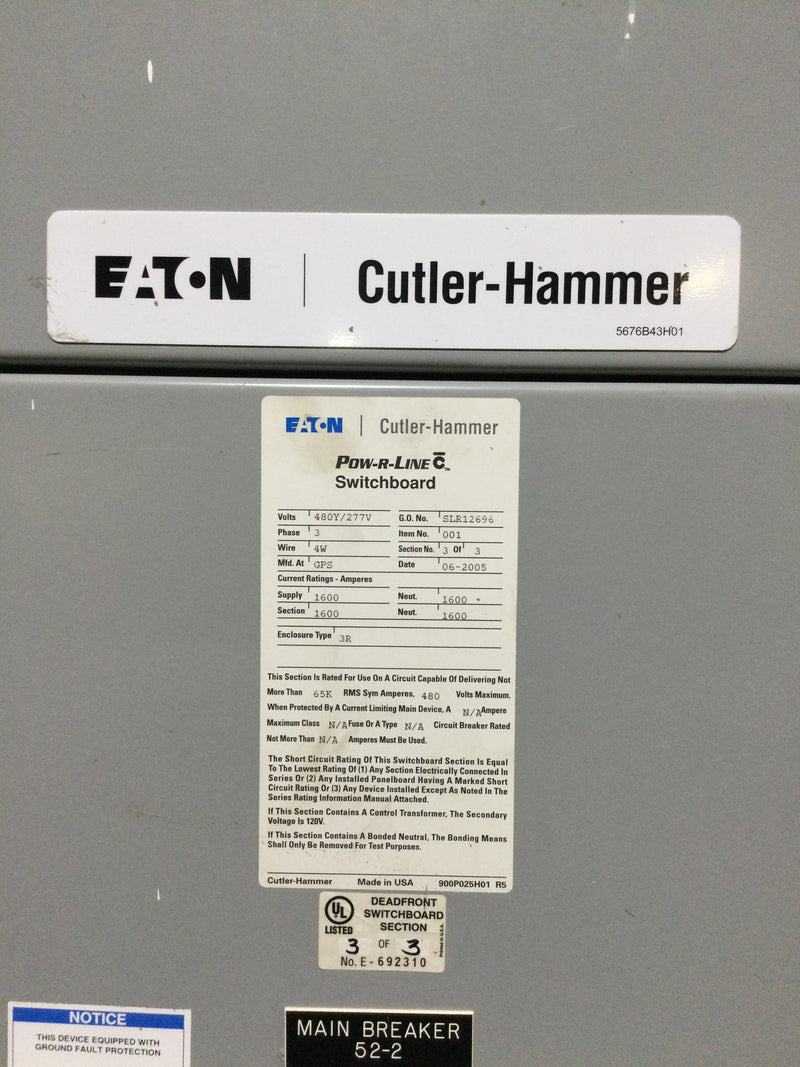 EATON | Cutler-Hammer
5676B43H01
EATON | Cutler-Hammer
POW-R-LINE C™
Switchboard
Volts 480Y/277V G.O. No. SLR12696
Phase 3 Item No. 001
Wire 4W Section No. 3 Of 3
Mfd. At GPS Date 06-2005
Current Ratings - Amperes
Supply 1600 Neut. 1600
Section 1600 Neut. 1600
Enclosure Type 3R
This Section Is Rated For Use On A Circuit Capable Of Delivering Not
More Than 65K RMS Sym Amperes, 480 Volts Maximum.
When Protected By A Current Limiting Main Device, A N/A Ampere
Maximum Class N/A Fuse Or A Type N/A Circuit Breaker Rated
Not More Than N/A Amperes Must Be Used.
The Short Circuit Rating Of This Switchboard Section Is Equal
To The Lowest Rating Of (1) Any Section Electrically Connected In
Series Or (2) Any Installed Panelboard Having A Marked Short
Circuit Rating Or (3) Any Device Installed Except As Noted In The
Series Rating Information Manual Attached.
If This Section Contains A Control Transformer, The Secondary
Voltage Is 120V.
If This Section Contains A Bonded Neutral, The Bonding Means
Shall Only Be Removed For Test Purposes.
Cutler-Hammer Made in USA 900P025H01 R5
UL LISTED
DEADFRONT
SWITCHBOARD
SECTION
3 OF 3
No. E-692310
Printed in U.S.A.
NOTICE
THIS DEVICE EQUIPPED WITH
GROUND FAULT PROTECTION
MAIN BREAKER
52-2